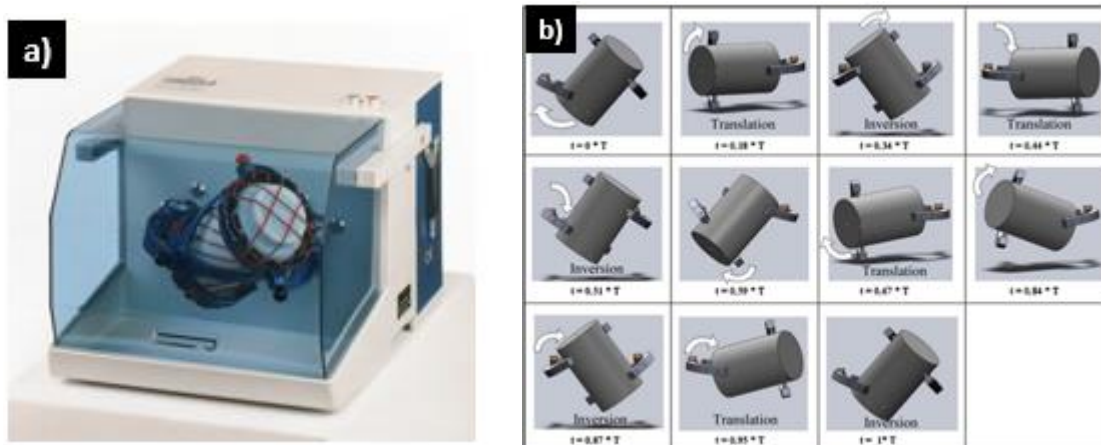 a)
b)
Translation
Inversion
Translation
t = 0 * T
t = 0.18 * T
t = 0.34 * T
t = 0.44 * T
Inversion
Translation
t = 0.51 * T
t = 0.59 * T
t = 0.67 * T
t = 0.84 * T
Inversion
Translation
Inversion
t = 0.87 * T
t = 0.95 * T
t = 1* T